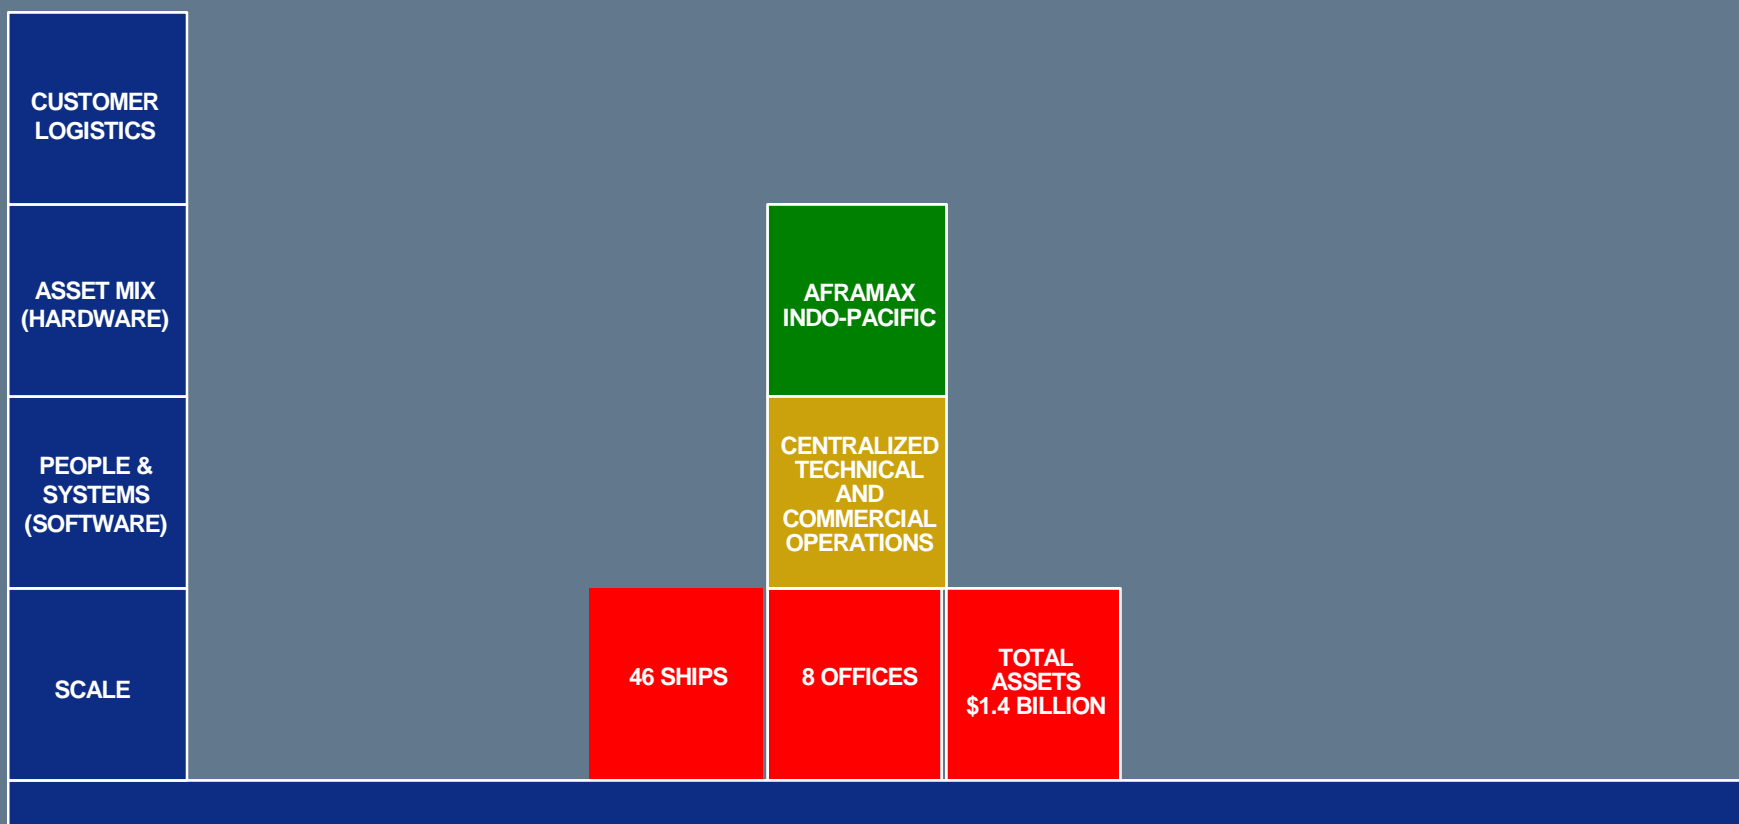 CUSTOMER
LOGISTICS
ASSET MIX
(HARDWARE)
AFRAMAX
INDO-PACIFIC
PEOPLE &
SYSTEMS
(SOFTWARE)
CENTRALIZED
TECHNICAL
AND
COMMERCIAL
OPERATIONS
SCALE
46 SHIPS
8 OFFICES
TOTAL
ASSETS
$1.4 BILLION